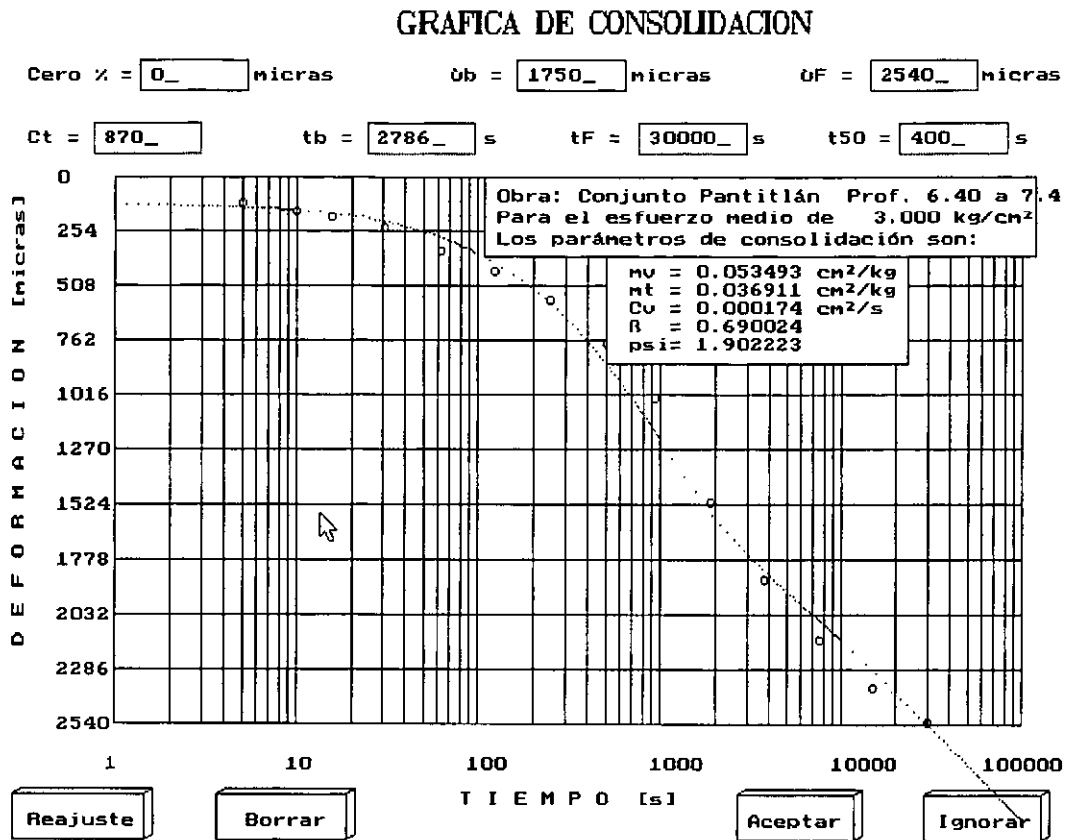 GRAFICA DE CONSOLIDACION
Cero % = 0_ micras υb = 1750_ micras υF = 2540_ micras
Ct = 870_ tb = 2786_ s tF = 30000_ s t50 = 400_ s
Obra: Conjunto Pantitlán Prof. 6.40 a 7.4
Para el esfuerzo medio de 3.000 kg/cm²
Los parámetros de consolidación son:
mv = 0.053493 cm²/kg
mt = 0.036911 cm²/kg
Cv = 0.000174 cm²/s
ß = 0.690024
psi= 1.902223
DEFORMACION [micras]
0
254
508
762
1016
1270
1524
1778
2032
2286
2540
1 10 100 1000 10000 100000
TIEMPO [s]
Reajuste Borrar Aceptar Ignorar